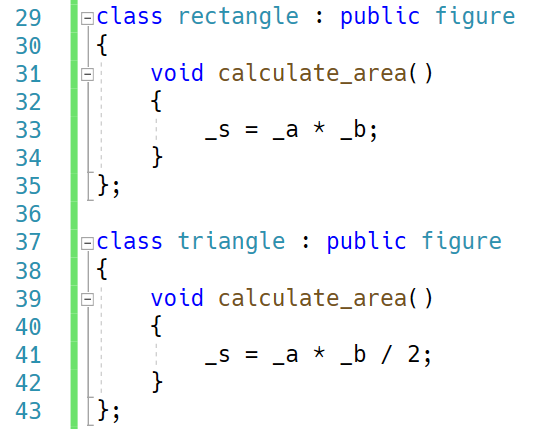 29 class rectangle : public figure
30 {
31     void calculate_area()
32     {
33         _s = _a * _b;
34     }
35 };
36
37 class triangle : public figure
38 {
39     void calculate_area()
40     {
41         _s = _a * _b / 2;
42     }
43 };